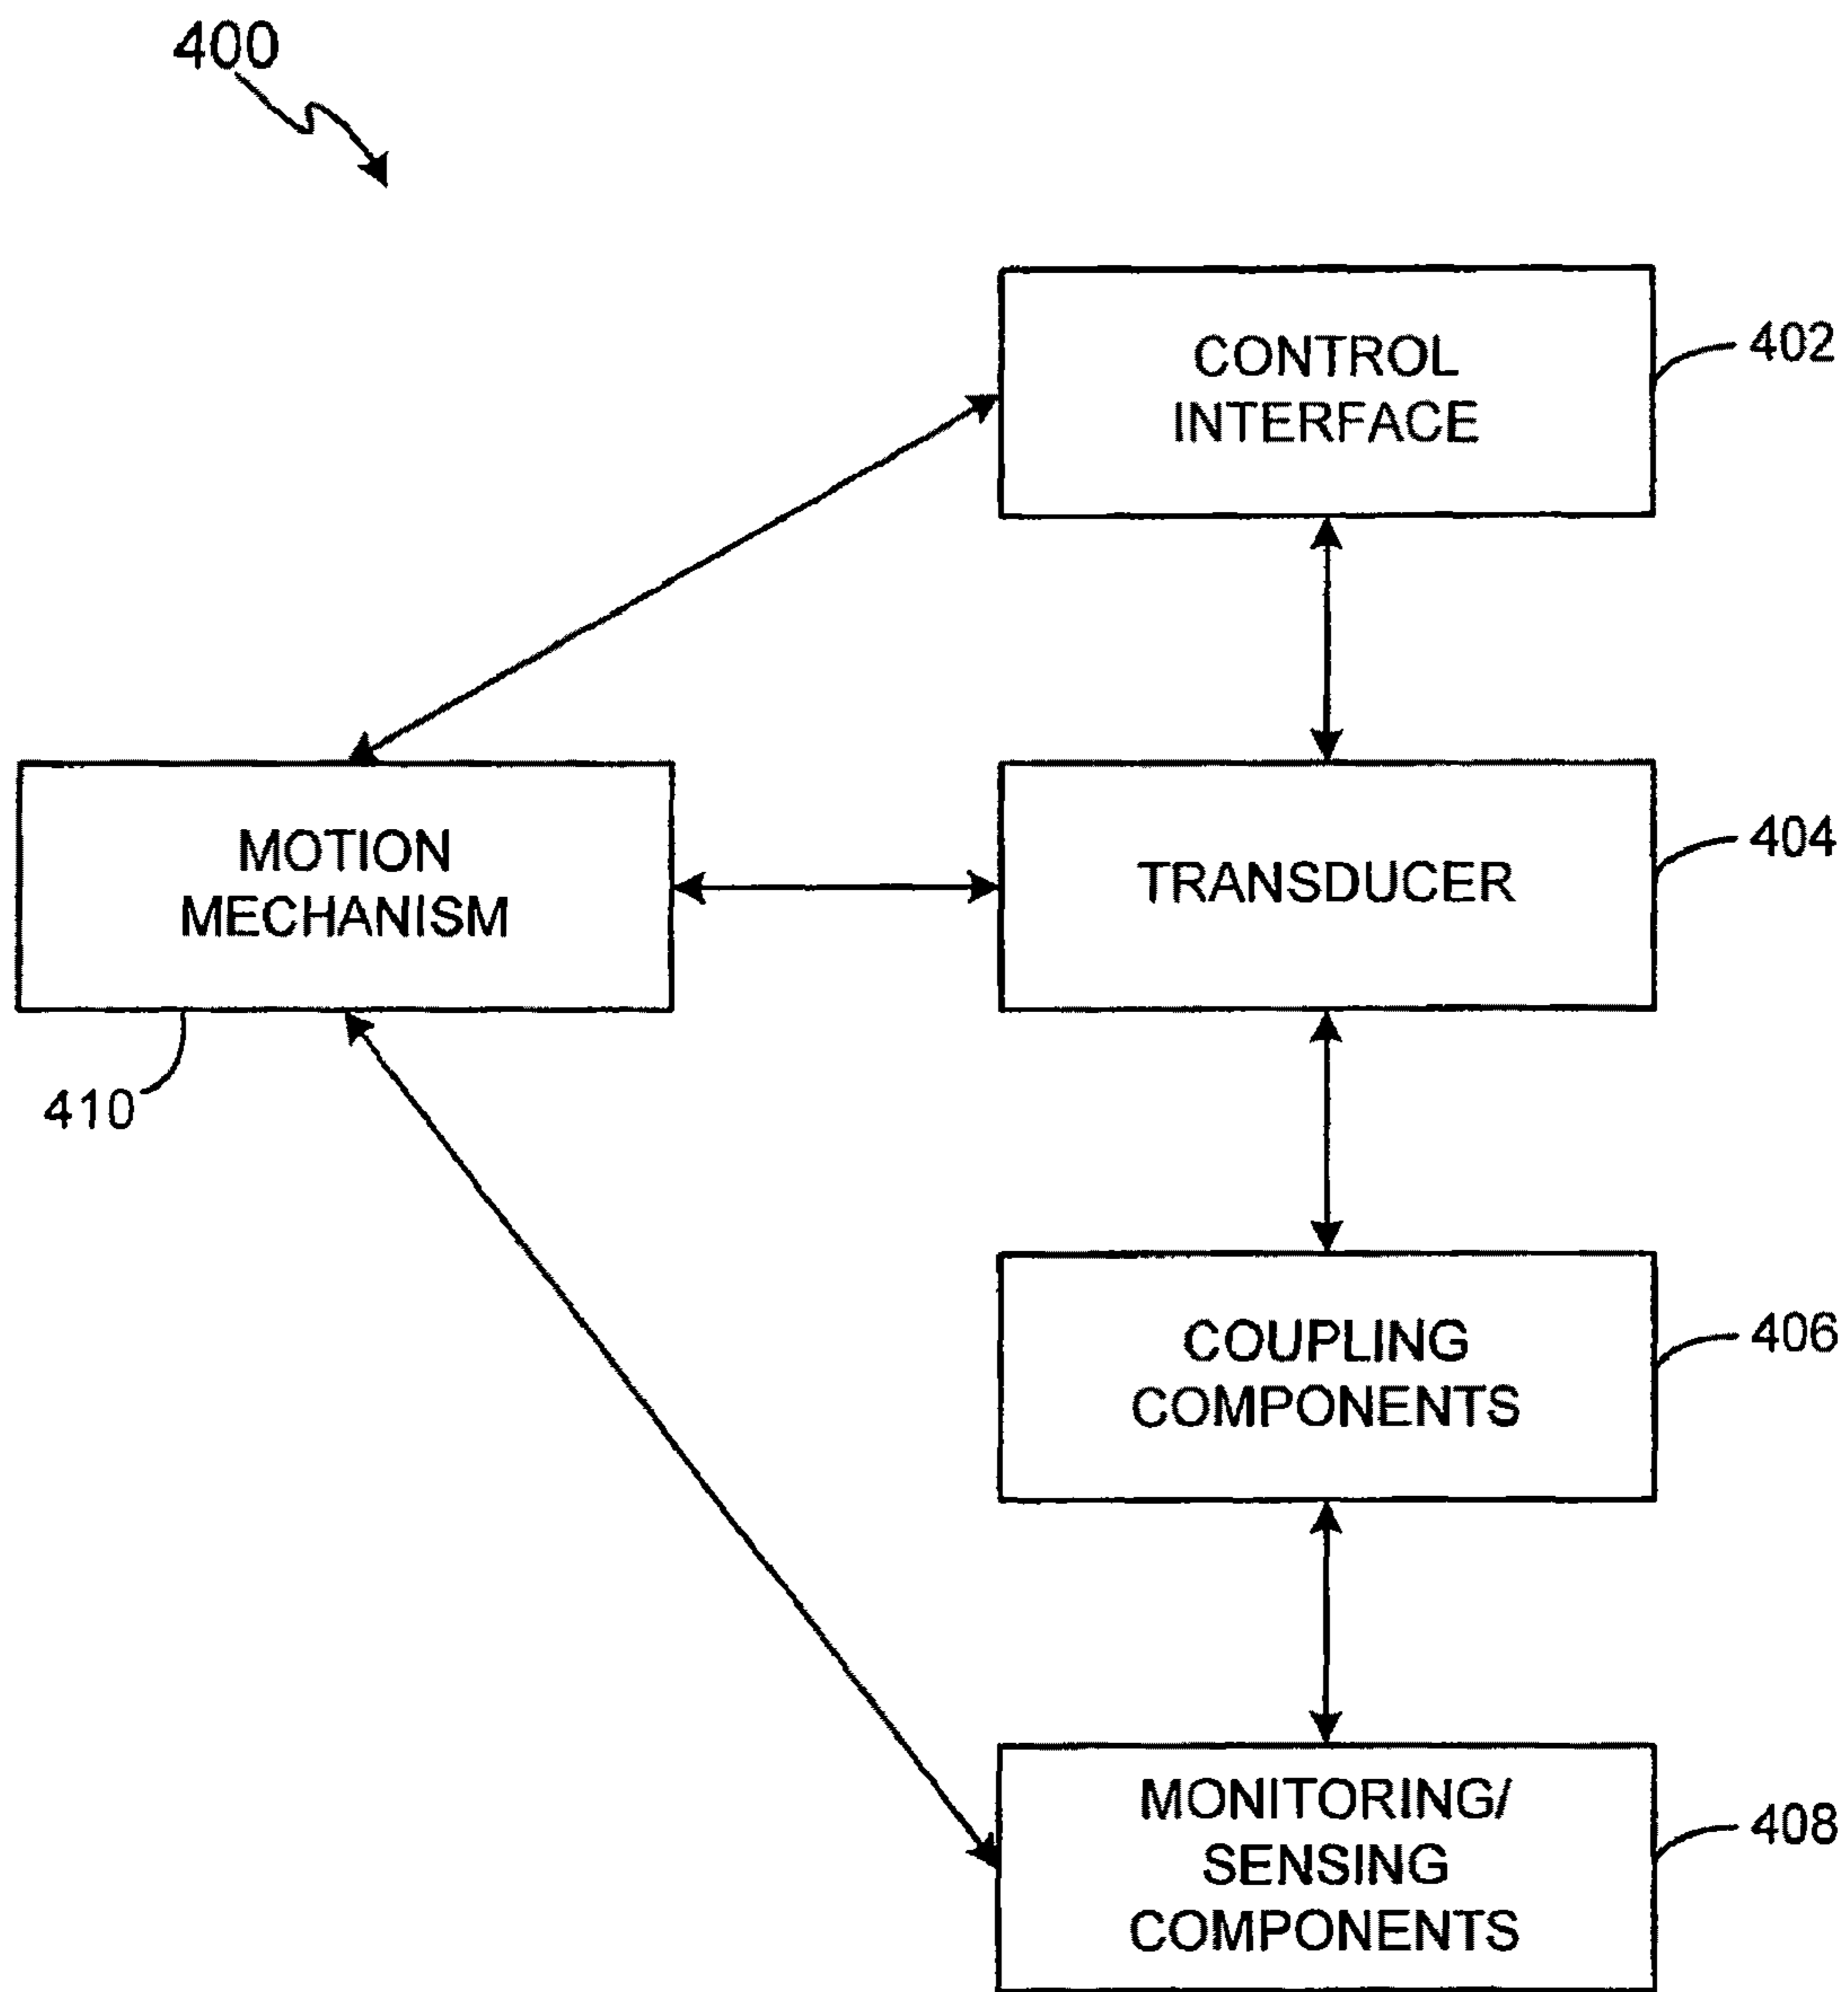 400
CONTROL
INTERFACE
402
MOTION
MECHANISM
TRANSDUCER
404
410
COUPLING
COMPONENTS
406
MONITORING/
SENSING
COMPONENTS
408